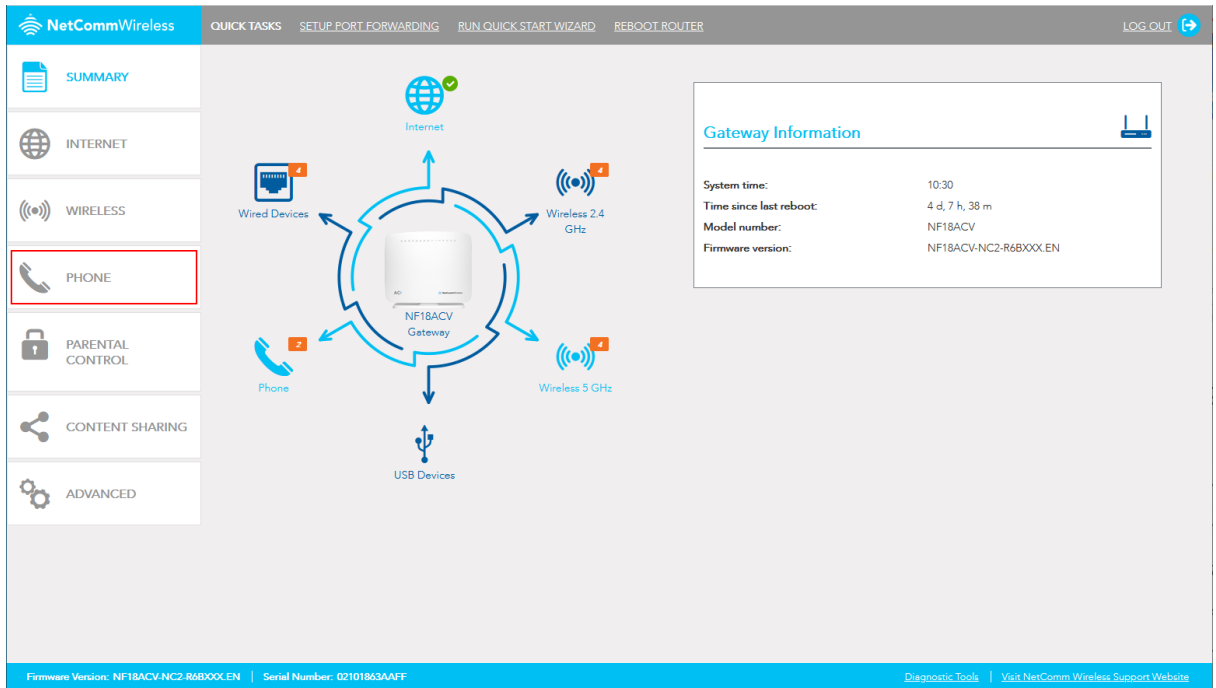 NetCommWireless
QUICK TASKS SETUP PORT FORWARDING RUN QUICK START WIZARD REBOOT ROUTER LOG OUT
SUMMARY
INTERNET
WIRELESS
PHONE
PARENTAL
CONTROL
CONTENT SHARING
ADVANCED
Internet
4
Wired Devices
4
Wireless 2.4
GHz
NF18ACV
Gateway
2
Phone
4
Wireless 5 GHz
USB Devices
Gateway Information
System time: 10:30
Time since last reboot: 4 d, 7 h, 38 m
Model number: NF18ACV
Firmware version: NF18ACV-NC2-R6BXXX.EN
Firmware Version: NF18ACV-NC2-R6BXXX.EN | Serial Number: 02101863AAFF Diagnostic Tools | Visit NetComm Wireless Support Website